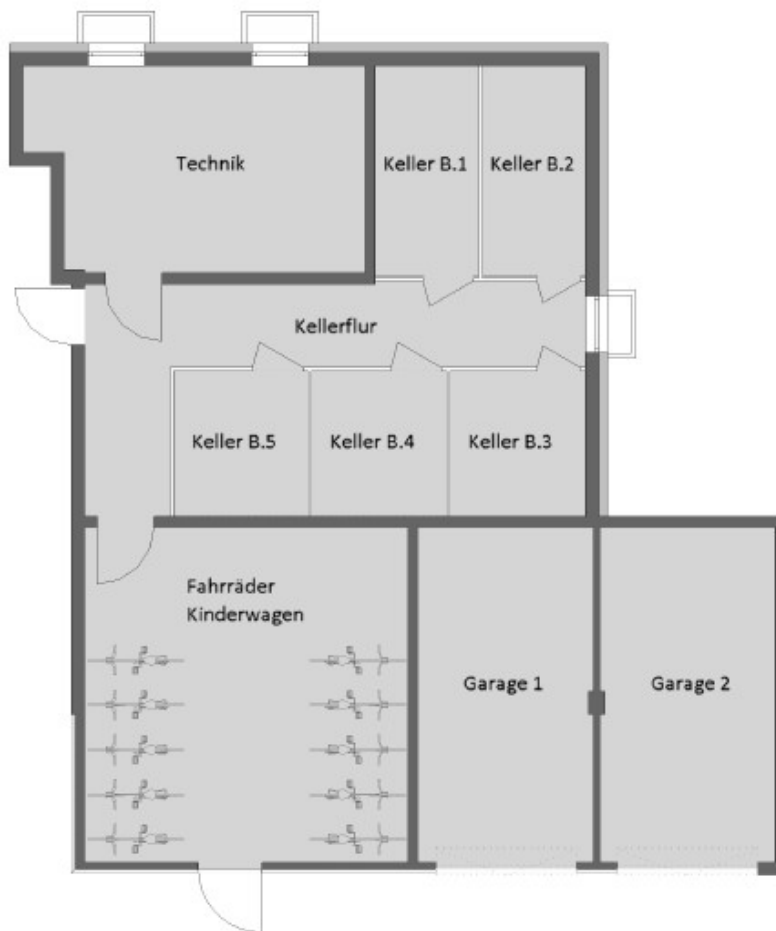 Technik
Keller B.1
Keller B.2
Kellerflur
Keller B.5
Keller B.4
Keller B.3
Fahrräder
Kinderwagen
Garage 1
Garage 2